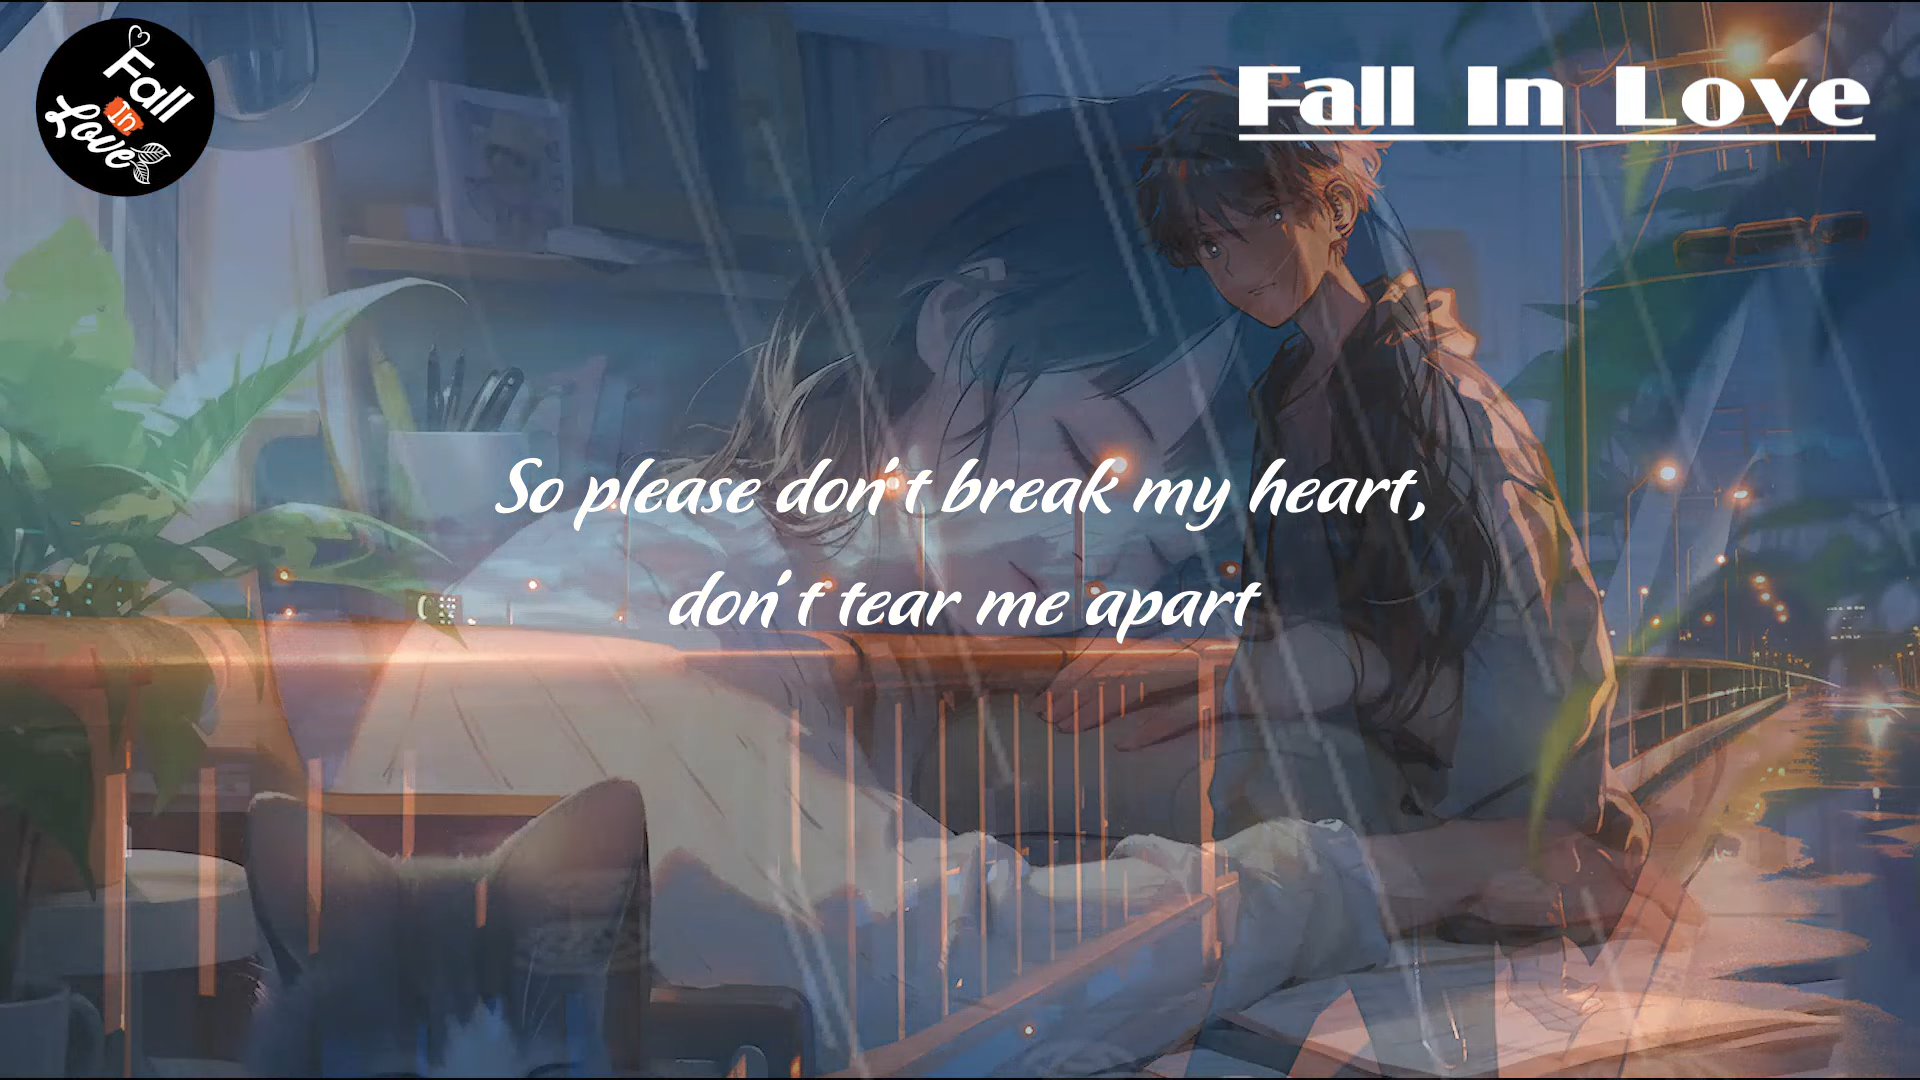 Fall
In
Love
Fall In Love
So please don't break my heart,
don't tear me apart